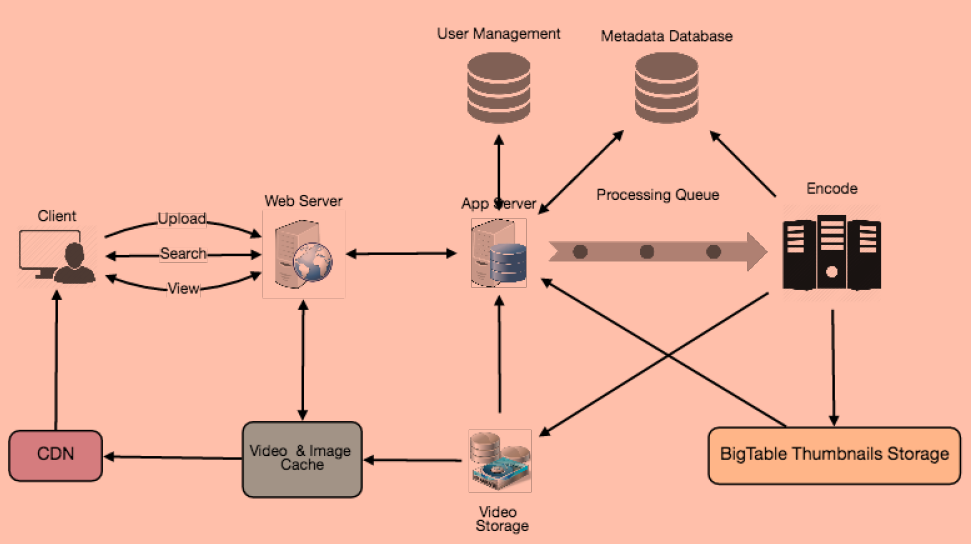 User Management
Metadata Database
Processing Queue
Encode
Web Server
App Server
Client
Upload
Search
View
CDN
Video & Image
Cache
BigTable Thumbnails Storage
Video
Storage